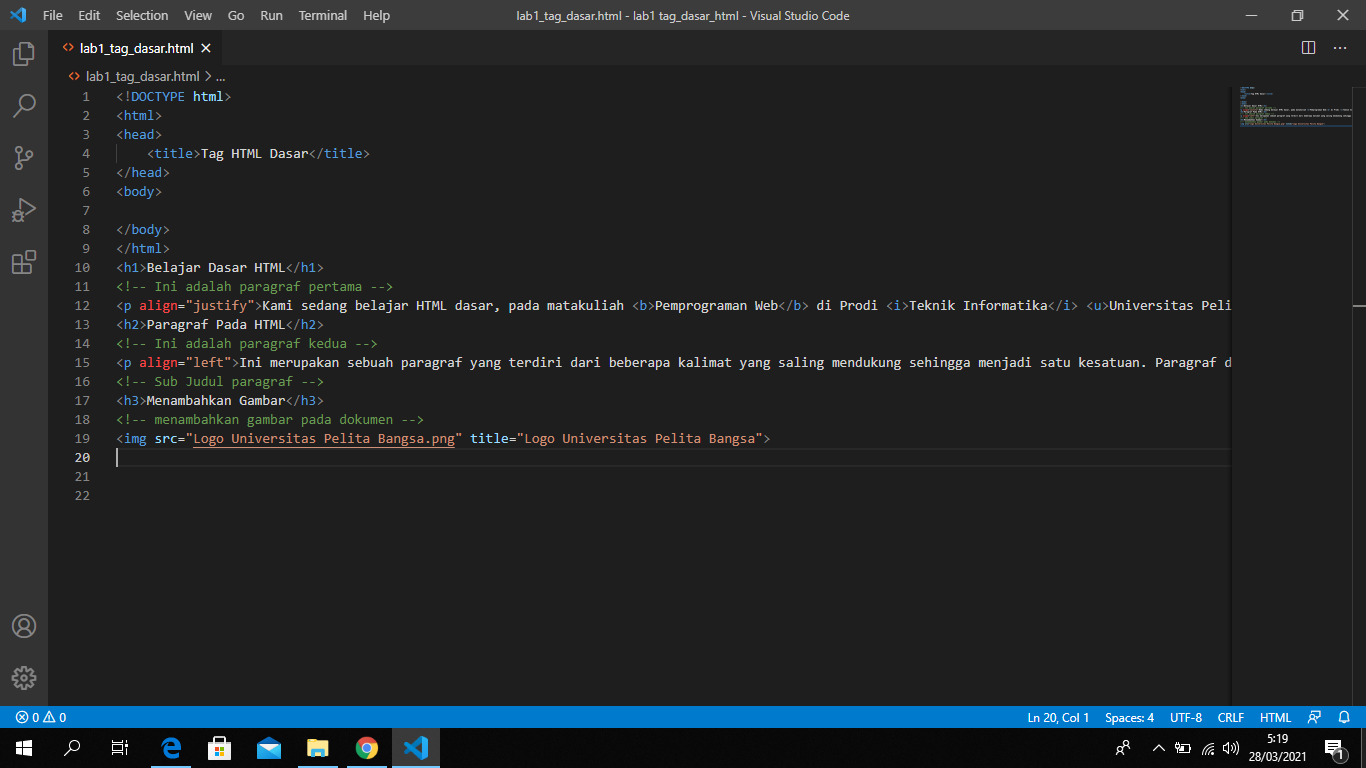 File Edit Selection View Go Run Terminal Help lab1_tag_dasar.html - lab1 tag_dasar_html - Visual Studio Code
lab1_tag_dasar.html
lab1_tag_dasar.html > ...
1 <!DOCTYPE html>
2 <html>
3 <head>
4 <title>Tag HTML Dasar</title>
5 </head>
6 <body>
7
8 </body>
9 </html>
10 <h1>Belajar Dasar HTML</h1>
11 <!-- Ini adalah paragraf pertama -->
12 <p align="justify">Kami sedang belajar HTML dasar, pada matakuliah <b>Pemprograman Web</b> di Prodi <i>Teknik Informatika</i> <u>Universitas Peli
13 <h2>Paragraf Pada HTML</h2>
14 <!-- Ini adalah paragraf kedua -->
15 <p align="left">Ini merupakan sebuah paragraf yang terdiri dari beberapa kalimat yang saling mendukung sehingga menjadi satu kesatuan. Paragraf d
16 <!-- Sub Judul paragraf -->
17 <h3>Menambahkan Gambar</h3>
18 <!-- menambahkan gambar pada dokumen -->
19 <img src="Logo Universitas Pelita Bangsa.png" title="Logo Universitas Pelita Bangsa">
20
21
22
0 0 Ln 20, Col 1 Spaces: 4 UTF-8 CRLF HTML
5:19
28/03/2021
1